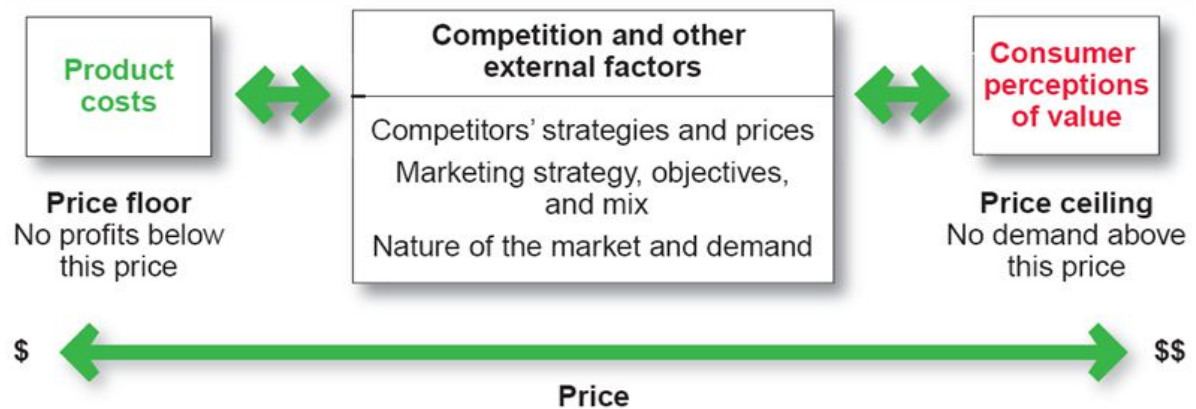 Product
costs
Price floor
No profits below
this price
Competition and other
external factors
Competitors’ strategies and prices
Marketing strategy, objectives,
and mix
Nature of the market and demand
Consumer
perceptions
of value
Price ceiling
No demand above
this price
$
$$
Price